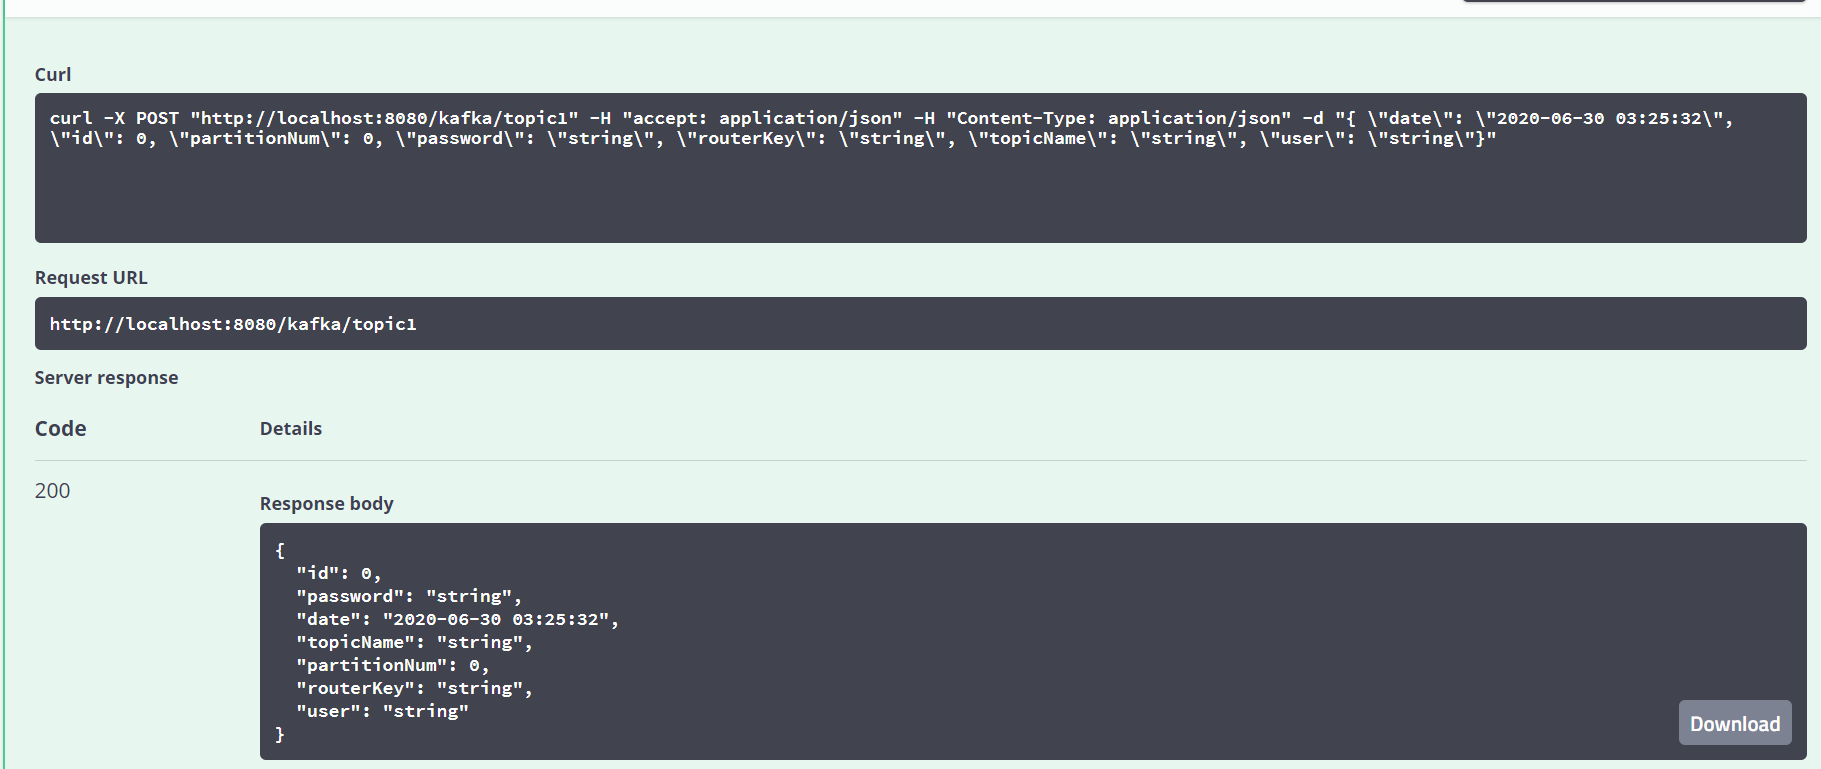 Curl
curl -X POST "http://localhost:8080/kafka/topic1" -H "accept: application/json" -H "Content-Type: application/json" -d "{ \"date\": \"2020-06-30 03:25:32\",
\"id\": 0, \"partitionNum\": 0, \"password\": \"string\", \"routerKey\": \"string\", \"topicName\": \"string\", \"user\": \"string\"}"
Request URL
http://localhost:8080/kafka/topic1
Server response
Code Details
200
Response body
{
"id": 0,
"password": "string",
"date": "2020-06-30 03:25:32",
"topicName": "string",
"partitionNum": 0,
"routerKey": "string",
"user": "string"
}
Download